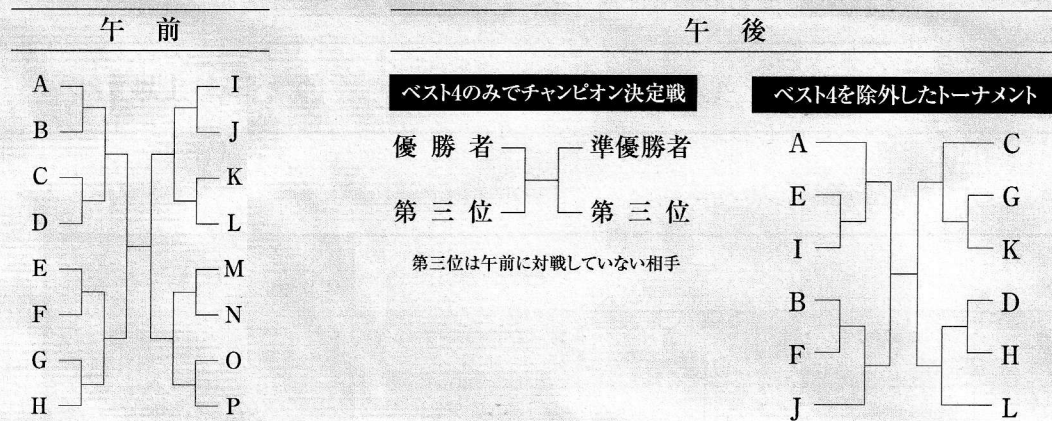 午前
A
B
C
D
E
F
G
H
I
J
K
L
M
N
O
P
午後
ベスト4のみでチャンピオン決定戦
優勝者
準優勝者
第三位
第三位
第三位は午前に対戦していない相手
ベスト4を除外したトーナメント
A
E
I
B
F
J
C
G
K
D
H
L